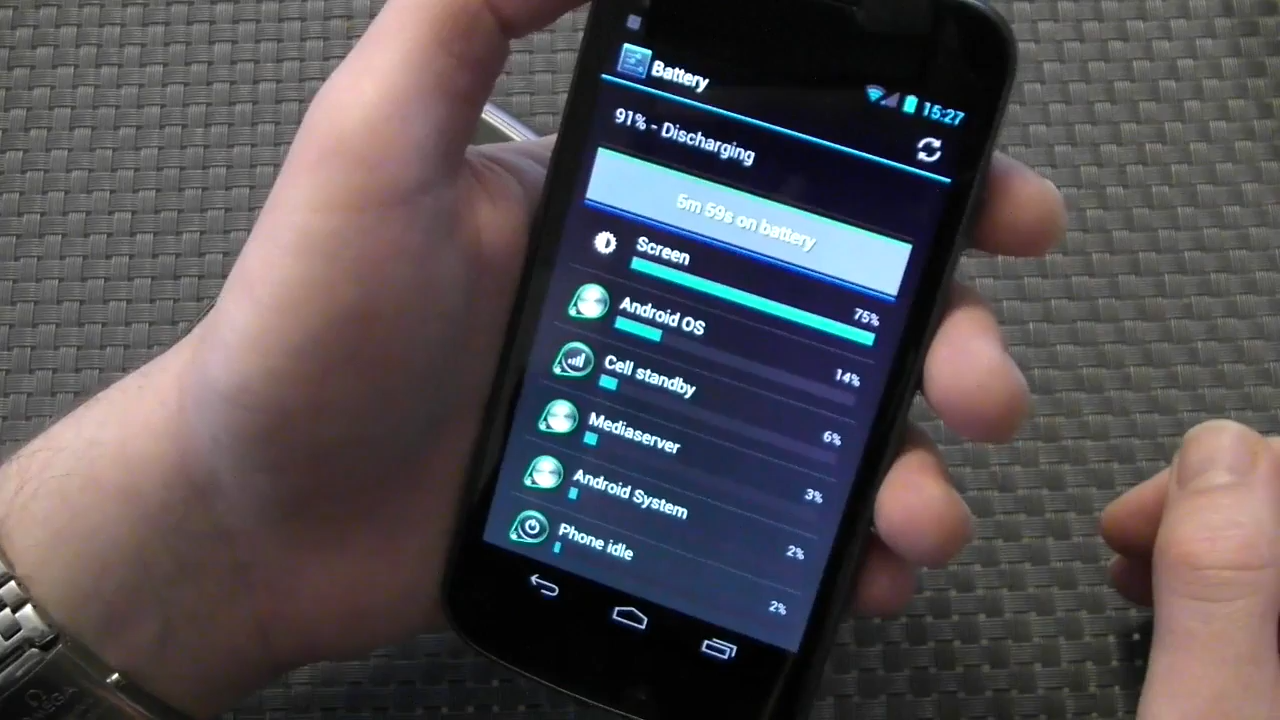 Battery
15:27
91% - Discharging
5m 59s on battery
Screen
75%
Android OS
14%
Cell standby
6%
Mediaserver
3%
Android System
2%
Phone idle
2%
OMEGA